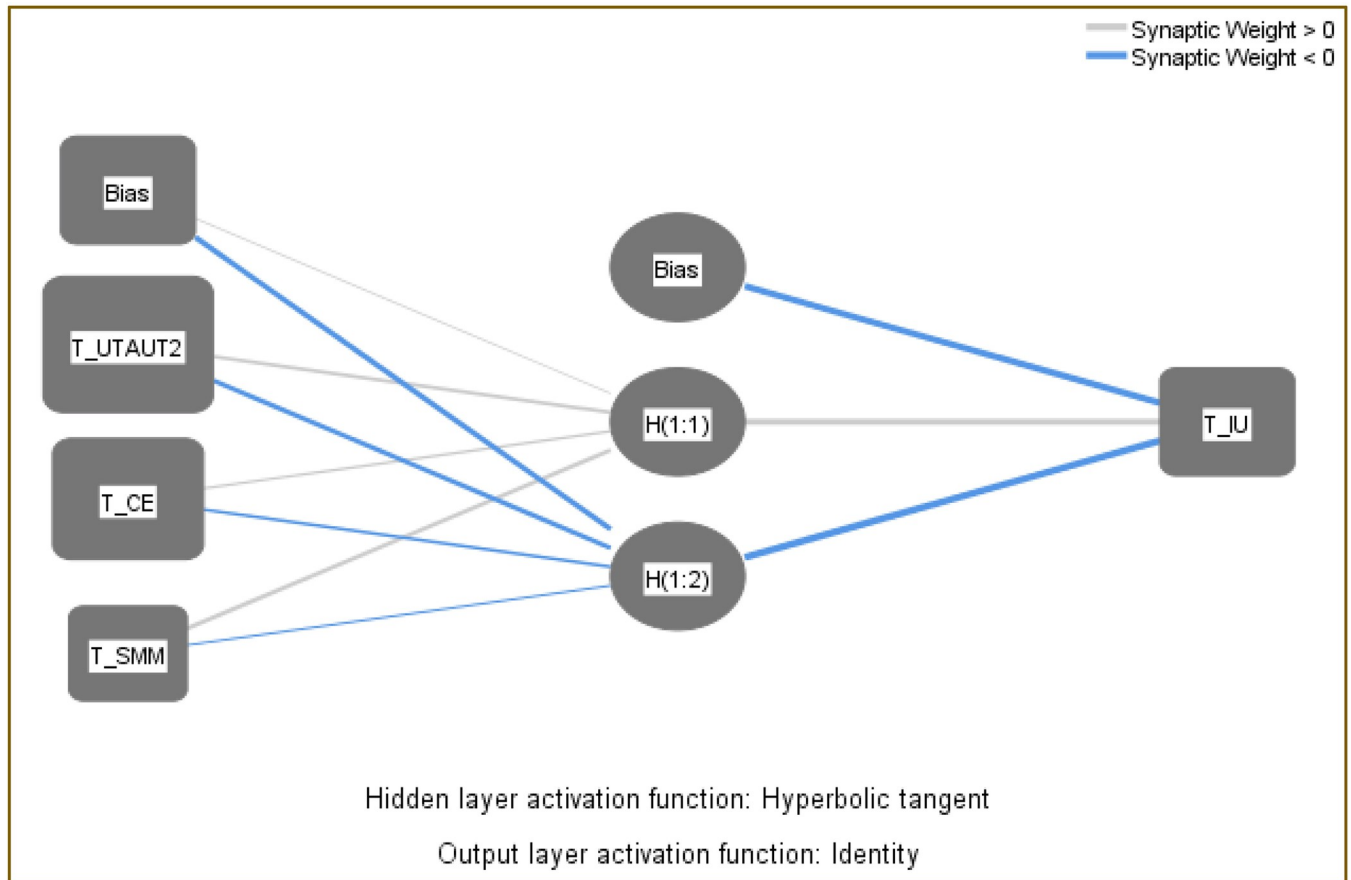 Synaptic Weight > 0
Synaptic Weight < 0
Bias
T_UTAUT2
T_CE
T_SMM
Bias
H(1:1)
H(1:2)
T_IU
Hidden layer activation function: Hyperbolic tangent
Output layer activation function: Identity